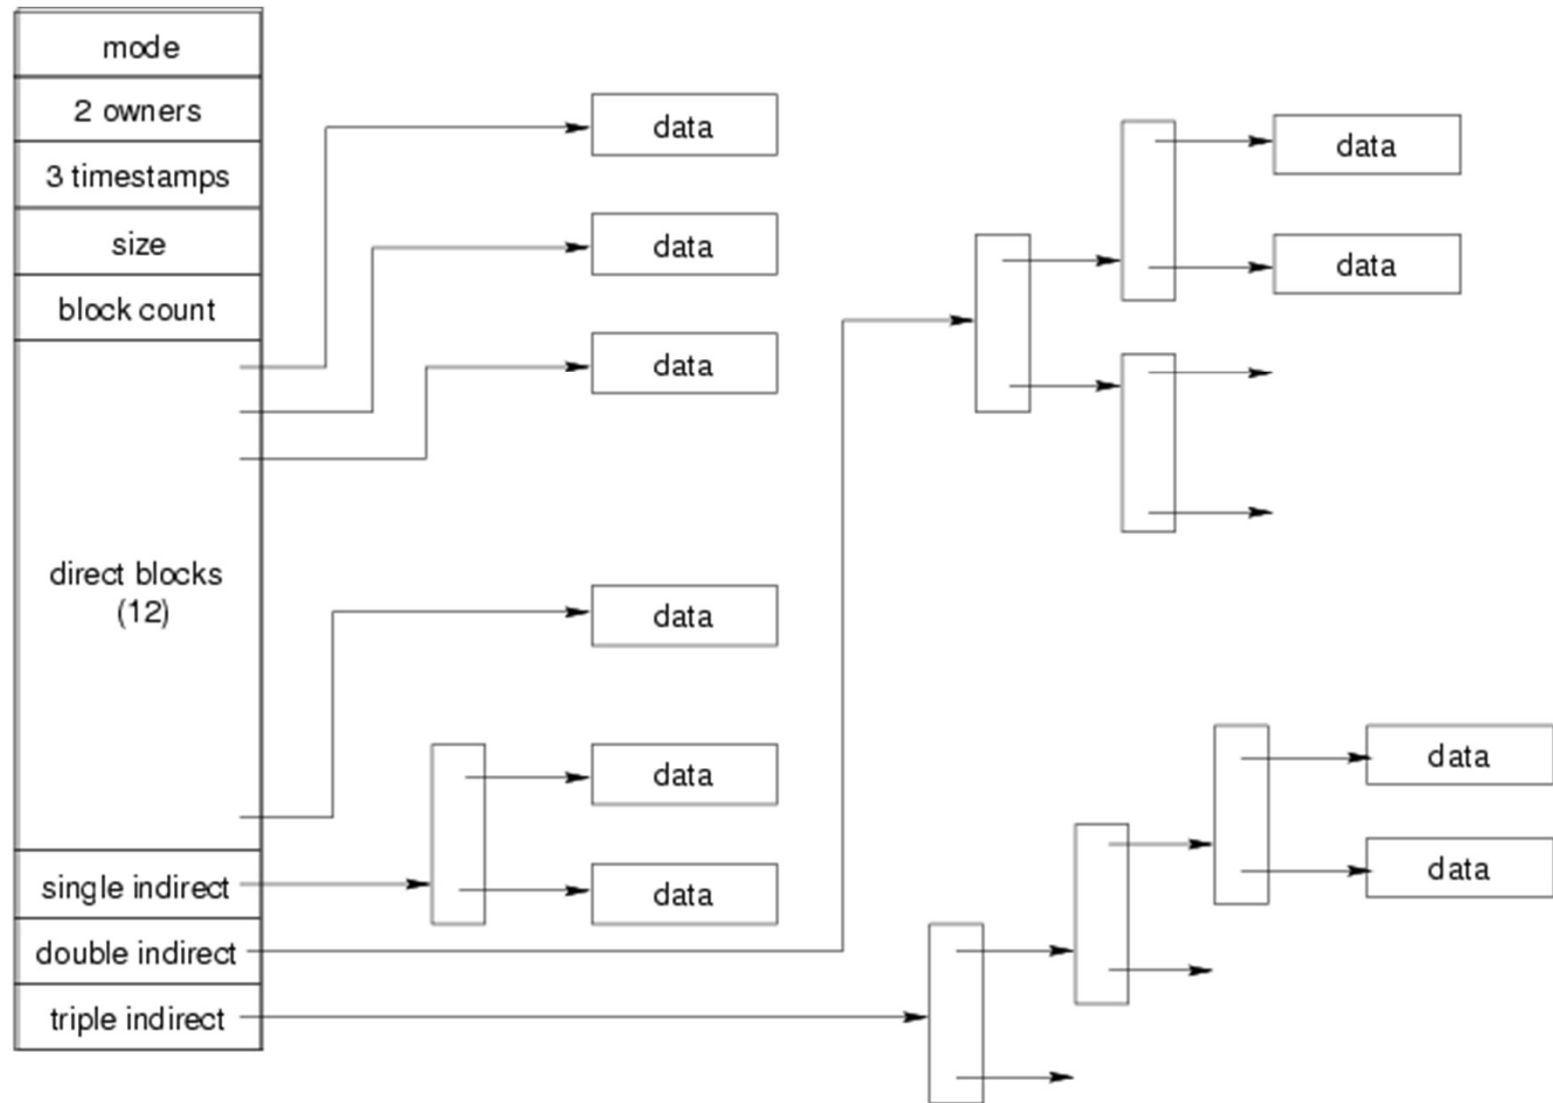 mode
2 owners
3 timestamps
size
block count
direct blocks
(12)
single indirect
double indirect
triple indirect
data
data
data
data
data
data
data
data
data
data